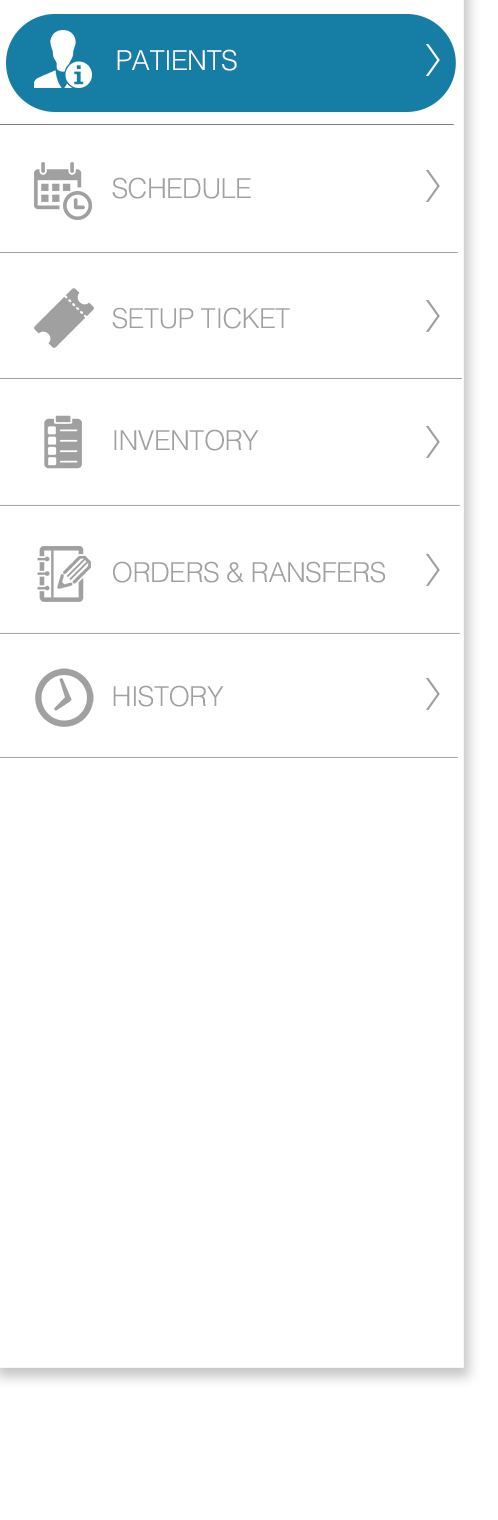 PATIENTS
SCHEDULE
SETUP TICKET
INVENTORY
ORDERS & RANSFERS
HISTORY